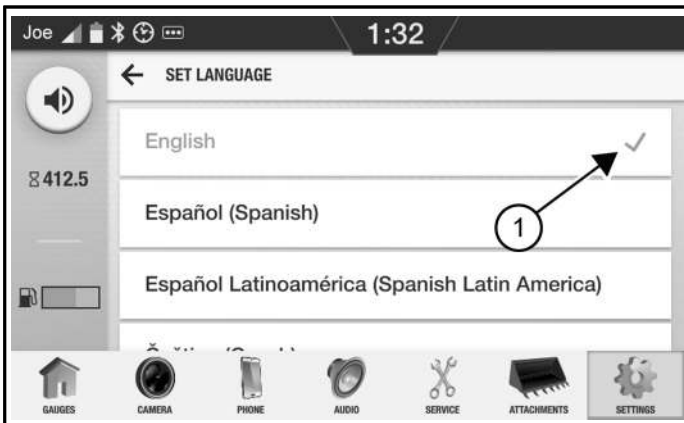 Joe 1:32
SET LANGUAGE
English
1
412.5
Español (Spanish)
Español Latinoamérica (Spanish Latin America)
GAUGES CAMERA PHONE AUDIO SERVICE ATTACHMENTS SETTINGS